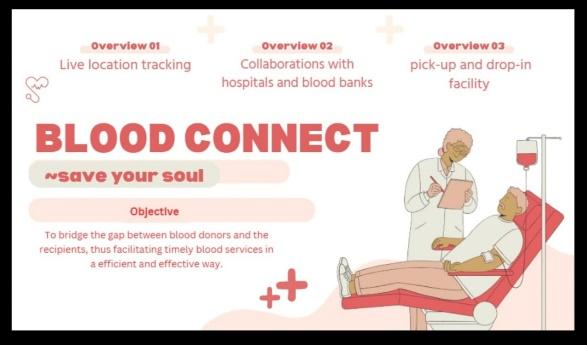 Overview 01
Live location tracking
Overview 02
Collaborations with
hospitals and blood banks
Overview 03
pick-up and drop-in
facility
BLOOD CONNECT
~save your soul
Objective
To bridge the gap between blood donors and the
recipients, thus facilitating timely blood services in
a efficient and effective way.